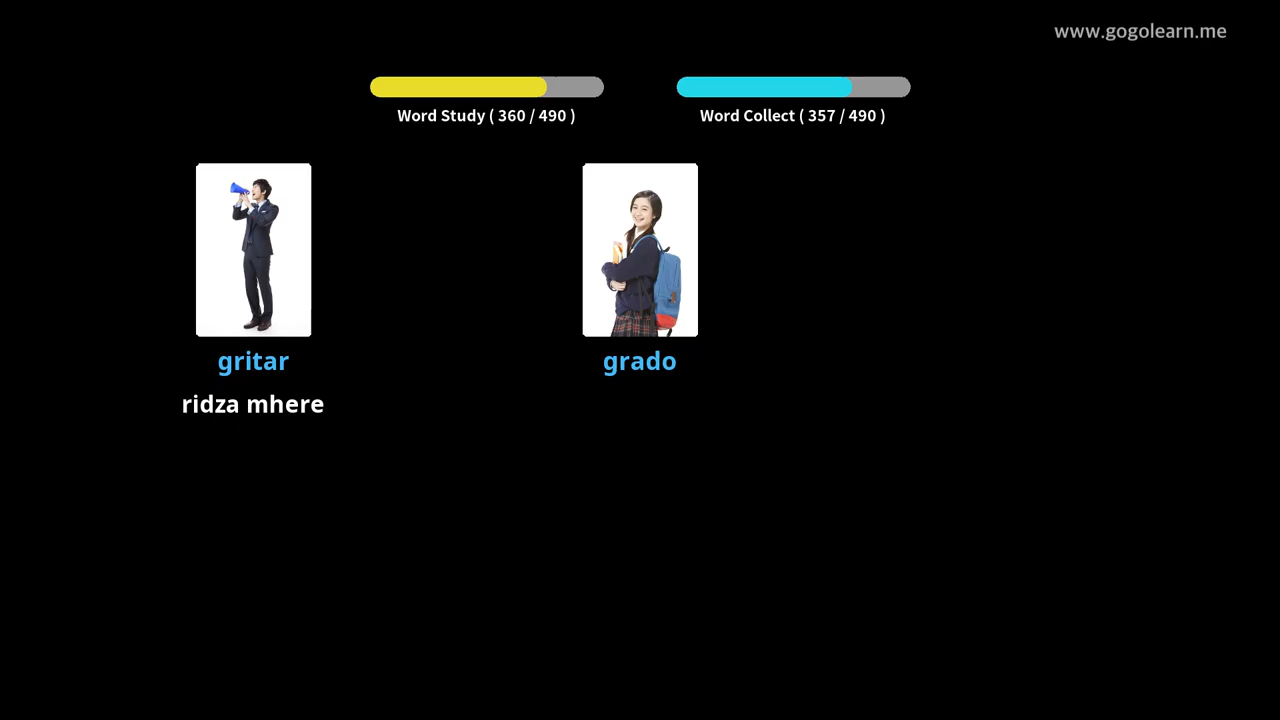 www.gogolearn.me
Word Study ( 360 / 490 )
Word Collect ( 357 / 490 )
gritar
grado
ridza mhere